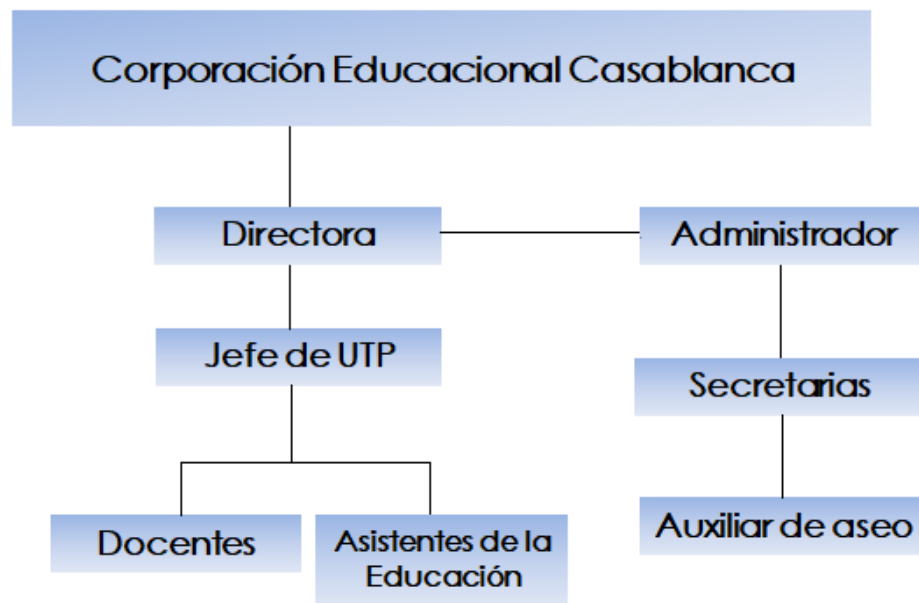 Corporación Educacional Casablanca
Directora
Administrador
Jefe de UTP
Secretarias
Docentes
Asistentes de la
Educación
Auxiliar de aseo